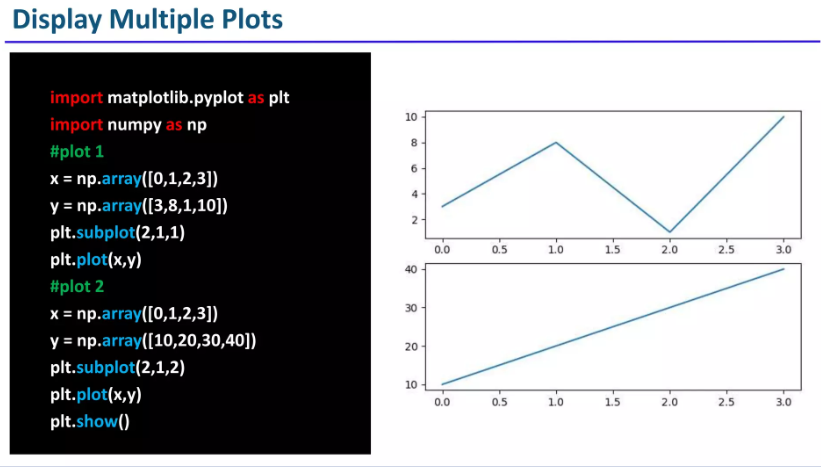 Display Multiple Plots
import matplotlib.pyplot as plt
import numpy as np
#plot 1
x = np.array([0,1,2,3])
y = np.array([3,8,1,10])
plt.subplot(2,1,1)
plt.plot(x,y)
#plot 2
x = np.array([0,1,2,3])
y = np.array([10,20,30,40])
plt.subplot(2,1,2)
plt.plot(x,y)
plt.show()
10
8
6
4
2
0.0 0.5 1.0 1.5 2.0 2.5 3.0
40
30
20
10
0.0 0.5 1.0 1.5 2.0 2.5 3.0